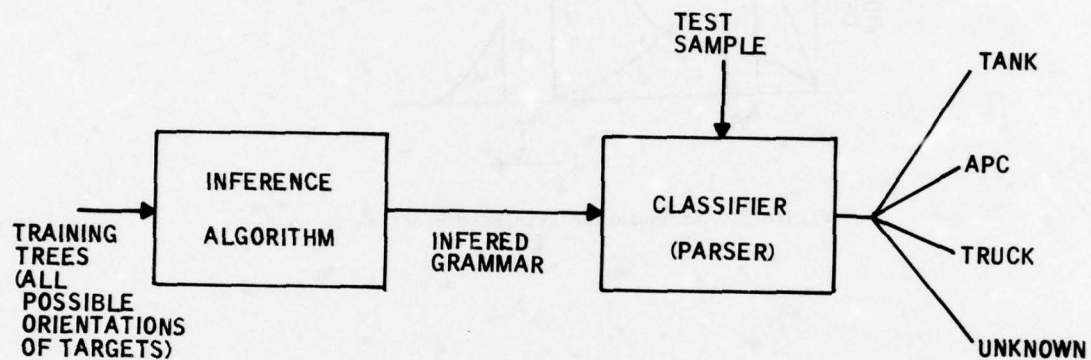 TRAINING
TREES
(ALL
POSSIBLE
ORIENTATIONS
OF TARGETS)
INFERENCE
ALGORITHM
INFERED
GRAMMAR
TEST
SAMPLE
CLASSIFIER
(PARSER)
TANK
APC
TRUCK
UNKNOWN